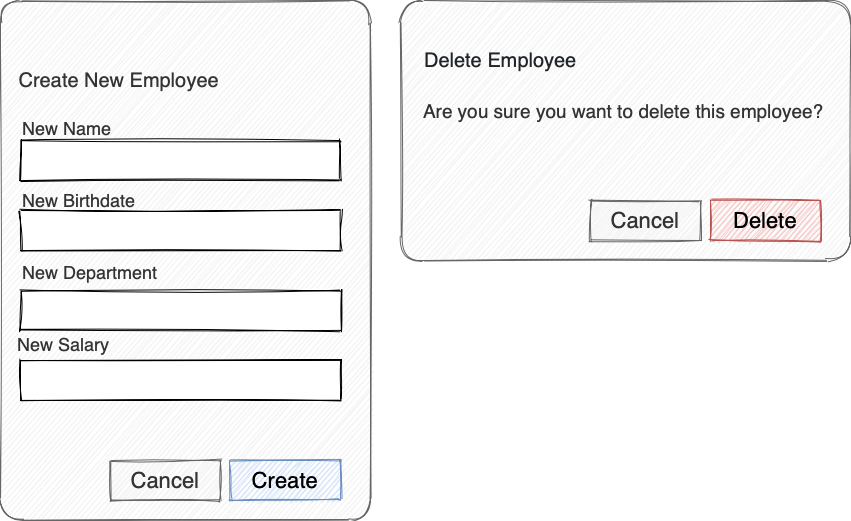 Create New Employee
New Name
New Birthdate
New Department
New Salary
Cancel
Create
Delete Employee
Are you sure you want to delete this employee?
Cancel
Delete